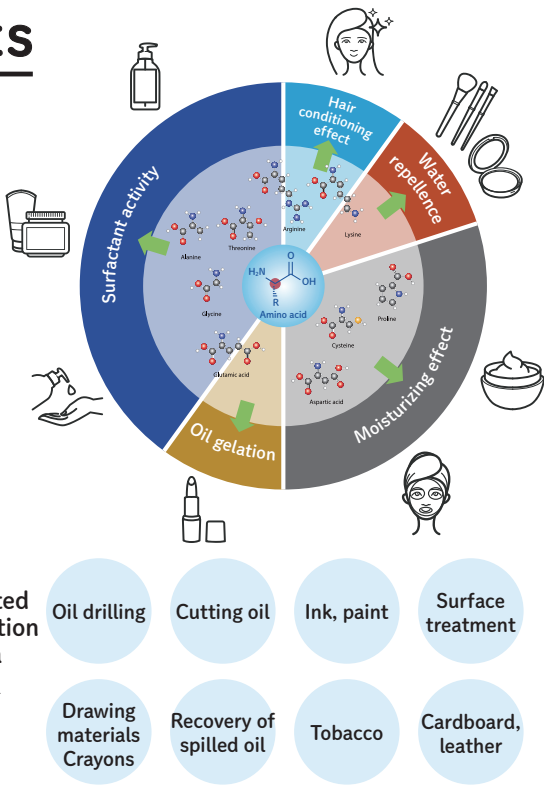 ts
Hair
conditioning
effect
Water
repellence
Surfactant activity
Moisturizing effect
Oil gelation
Alanine
Threonine
Arginine
Lysine
Glycine
Glutamic acid
Proline
Cysteine
Aspartic acid
H₂N
O
OH
R
Amino acid
ted
tion
Oil drilling
Cutting oil
Ink, paint
Surface
treatment
Drawing
materials
Crayons
Recovery of
spilled oil
Tobacco
Cardboard,
leather